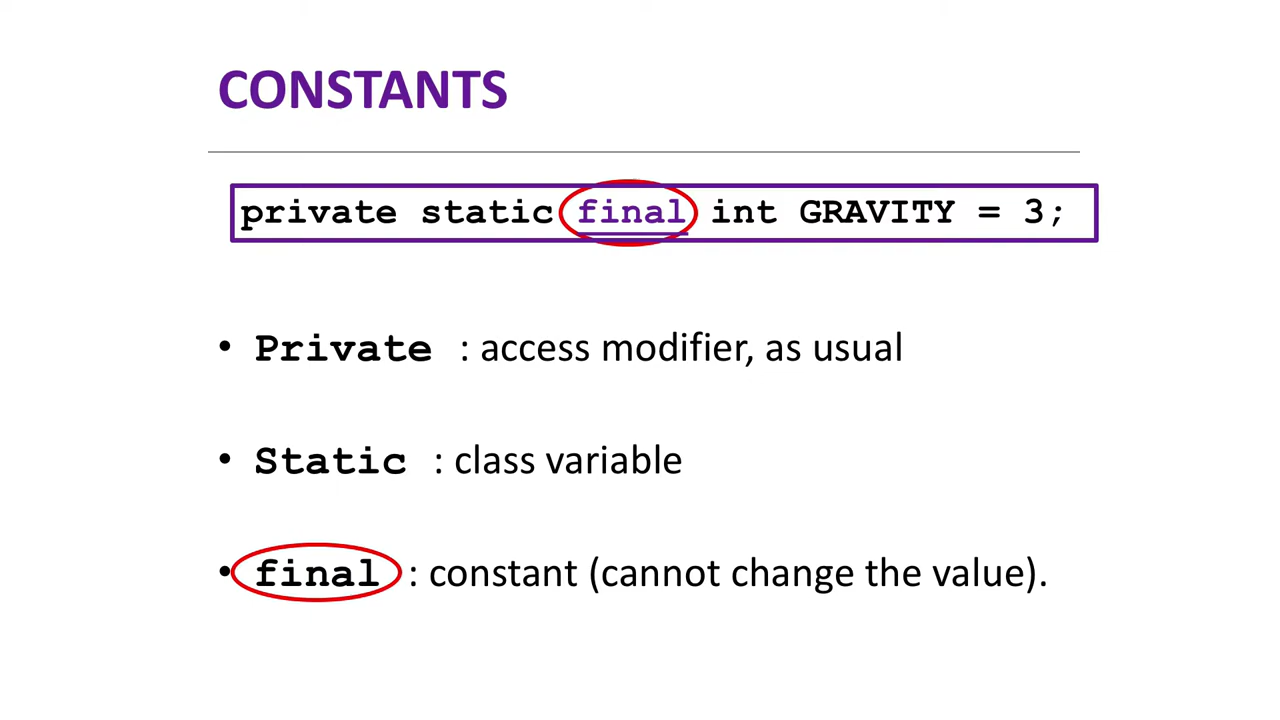 CONSTANTS
private static final int GRAVITY = 3;
• Private : access modifier, as usual
• Static : class variable
• final : constant (cannot change the value).